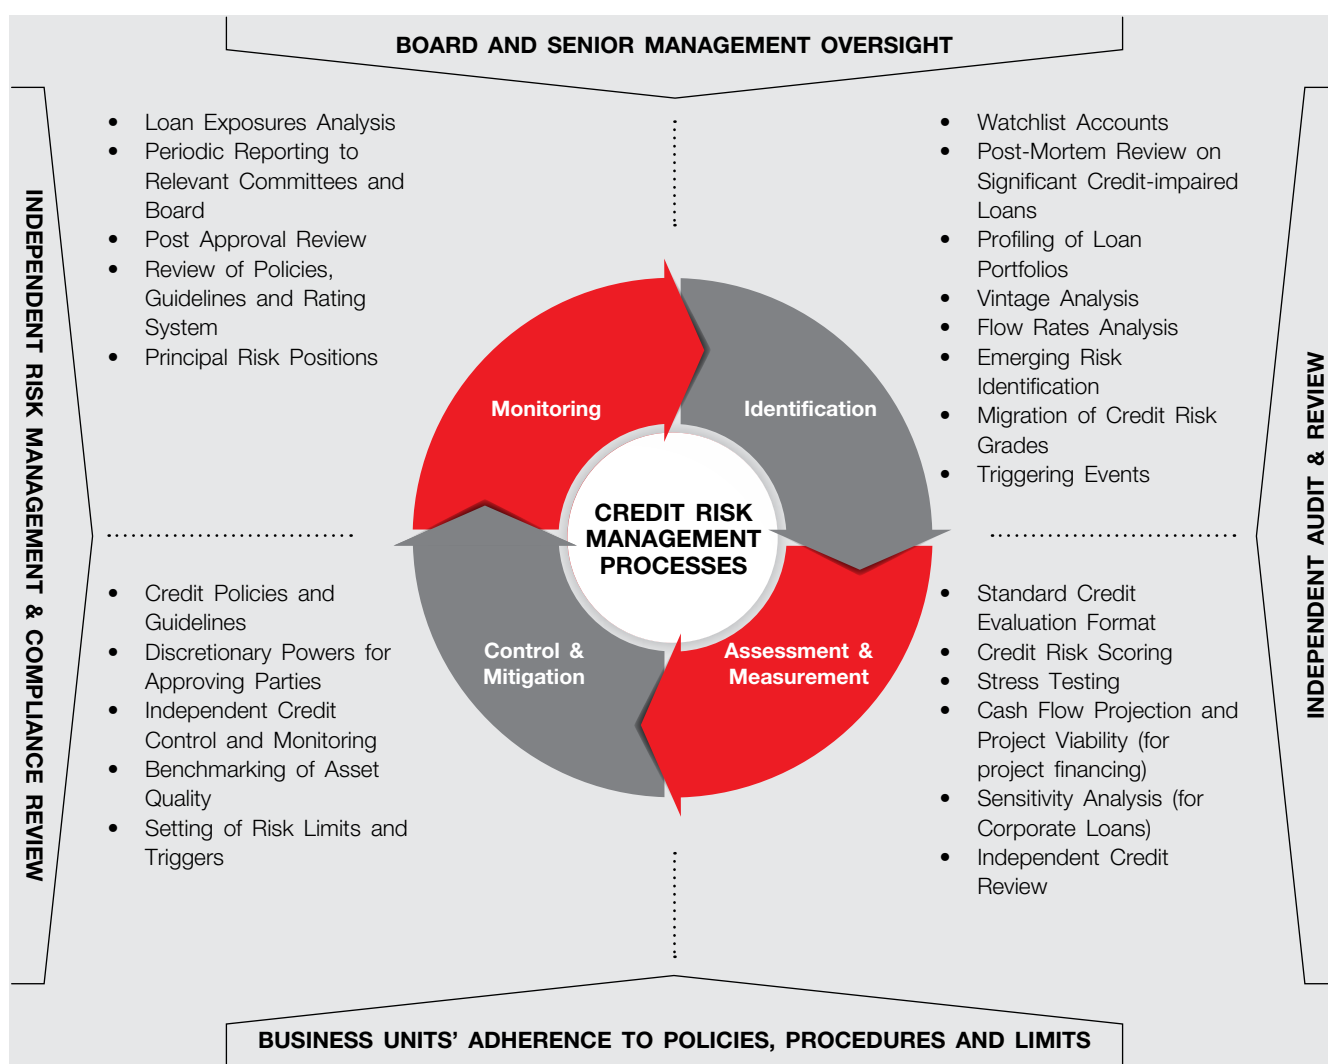 BOARD AND SENIOR MANAGEMENT OVERSIGHT
INDEPENDENT RISK MANAGEMENT & COMPLIANCE REVIEW
• Loan Exposures Analysis
• Periodic Reporting to
Relevant Committees and
Board
• Post Approval Review
• Review of Policies,
Guidelines and Rating
System
• Principal Risk Positions
• Watchlist Accounts
• Post-Mortem Review on
Significant Credit-impaired
Loans
• Profiling of Loan
Portfolios
• Vintage Analysis
• Flow Rates Analysis
• Emerging Risk
Identification
• Migration of Credit Risk
Grades
• Triggering Events
INDEPENDENT AUDIT & REVIEW
Monitoring
Identification
CREDIT RISK
MANAGEMENT
PROCESSES
Control &
Mitigation
Assessment &
Measurement
• Credit Policies and
Guidelines
• Discretionary Powers for
Approving Parties
• Independent Credit
Control and Monitoring
• Benchmarking of Asset
Quality
• Setting of Risk Limits and
Triggers
• Standard Credit
Evaluation Format
• Credit Risk Scoring
• Stress Testing
• Cash Flow Projection and
Project Viability (for
project financing)
• Sensitivity Analysis (for
Corporate Loans)
• Independent Credit
Review
BUSINESS UNITS’ ADHERENCE TO POLICIES, PROCEDURES AND LIMITS